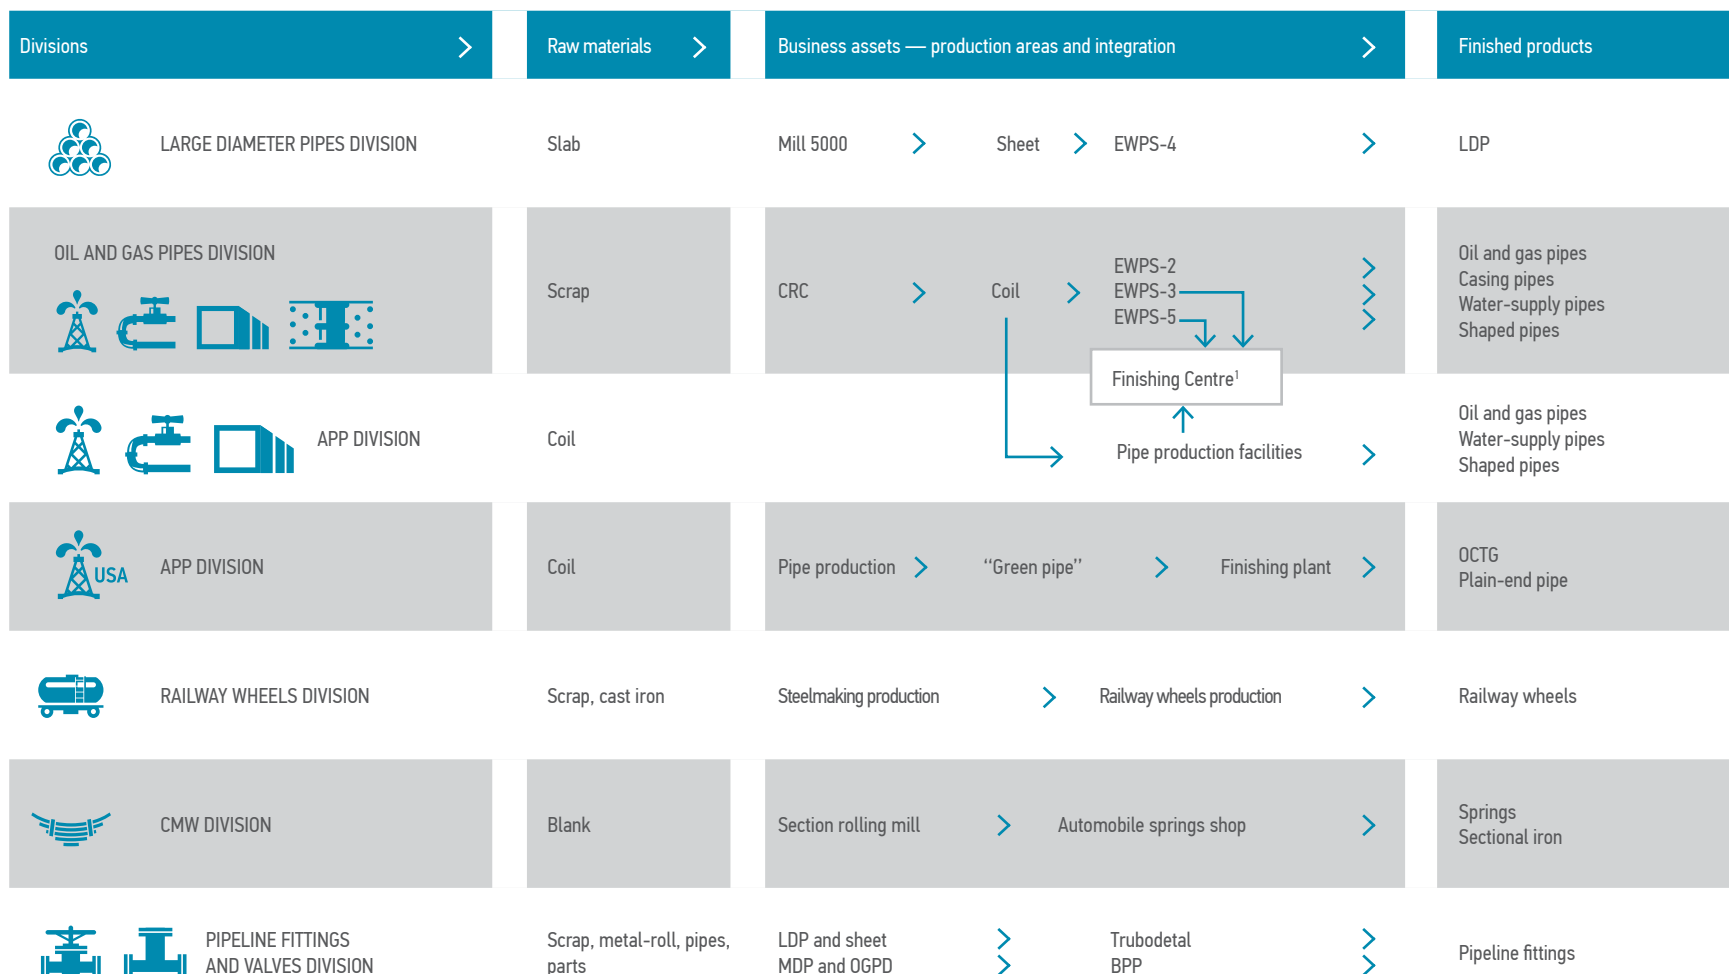 Divisions
Raw materials
Business assets — production areas and integration
Finished products
LARGE DIAMETER PIPES DIVISION
Slab
Mill 5000
Sheet
EWPS-4
LDP
OIL AND GAS PIPES DIVISION
Scrap
CRC
Coil
EWPS-2
EWPS-3
EWPS-5
Finishing Centre¹
Oil and gas pipes
Casing pipes
Water-supply pipes
Shaped pipes
APP DIVISION
Coil
Pipe production facilities
Oil and gas pipes
Water-supply pipes
Shaped pipes
USA
APP DIVISION
Coil
Pipe production
“Green pipe”
Finishing plant
OCTG
Plain-end pipe
RAILWAY WHEELS DIVISION
Scrap, cast iron
Steelmaking production
Railway wheels production
Railway wheels
CMW DIVISION
Blank
Section rolling mill
Automobile springs shop
Springs
Sectional iron
PIPELINE FITTINGS
AND VALVES DIVISION
Scrap, metal-roll, pipes,
parts
LDP and sheet
MDP and OGPD
Trubodetal
BPP
Pipeline fittings